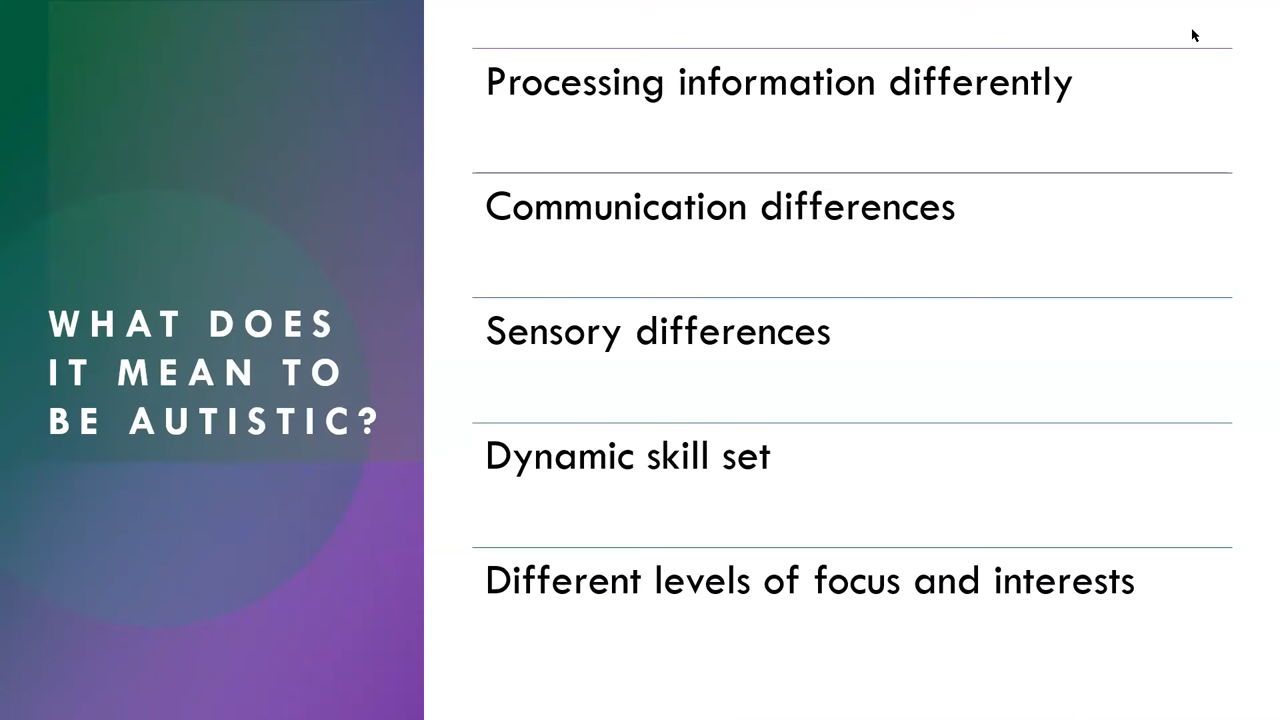 WHAT DOES
IT MEAN TO
BE AUTISTIC?
Processing information differently
Communication differences
Sensory differences
Dynamic skill set
Different levels of focus and interests